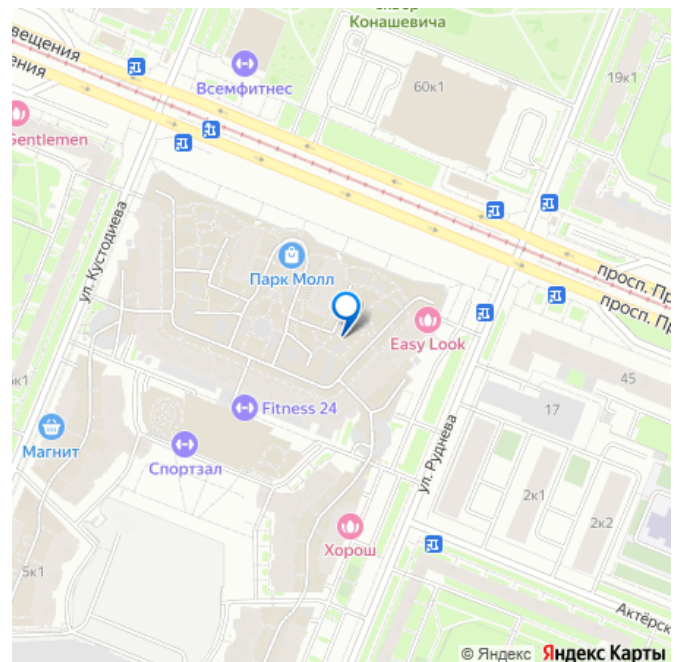 сквер
Конашевича
вещения
ения
60к1
19к1
Всемфитнес
Gentlemen
ул. Кустодиева
Парк Молл
Easy Look
просп. Пр
просп. Пр
45
17
к1
Fitness 24
Магнит
Спортзал
ул. Руднева
2к1
2к2
Хорош
5к1
Актёрск
© Яндекс Яндекс Карты